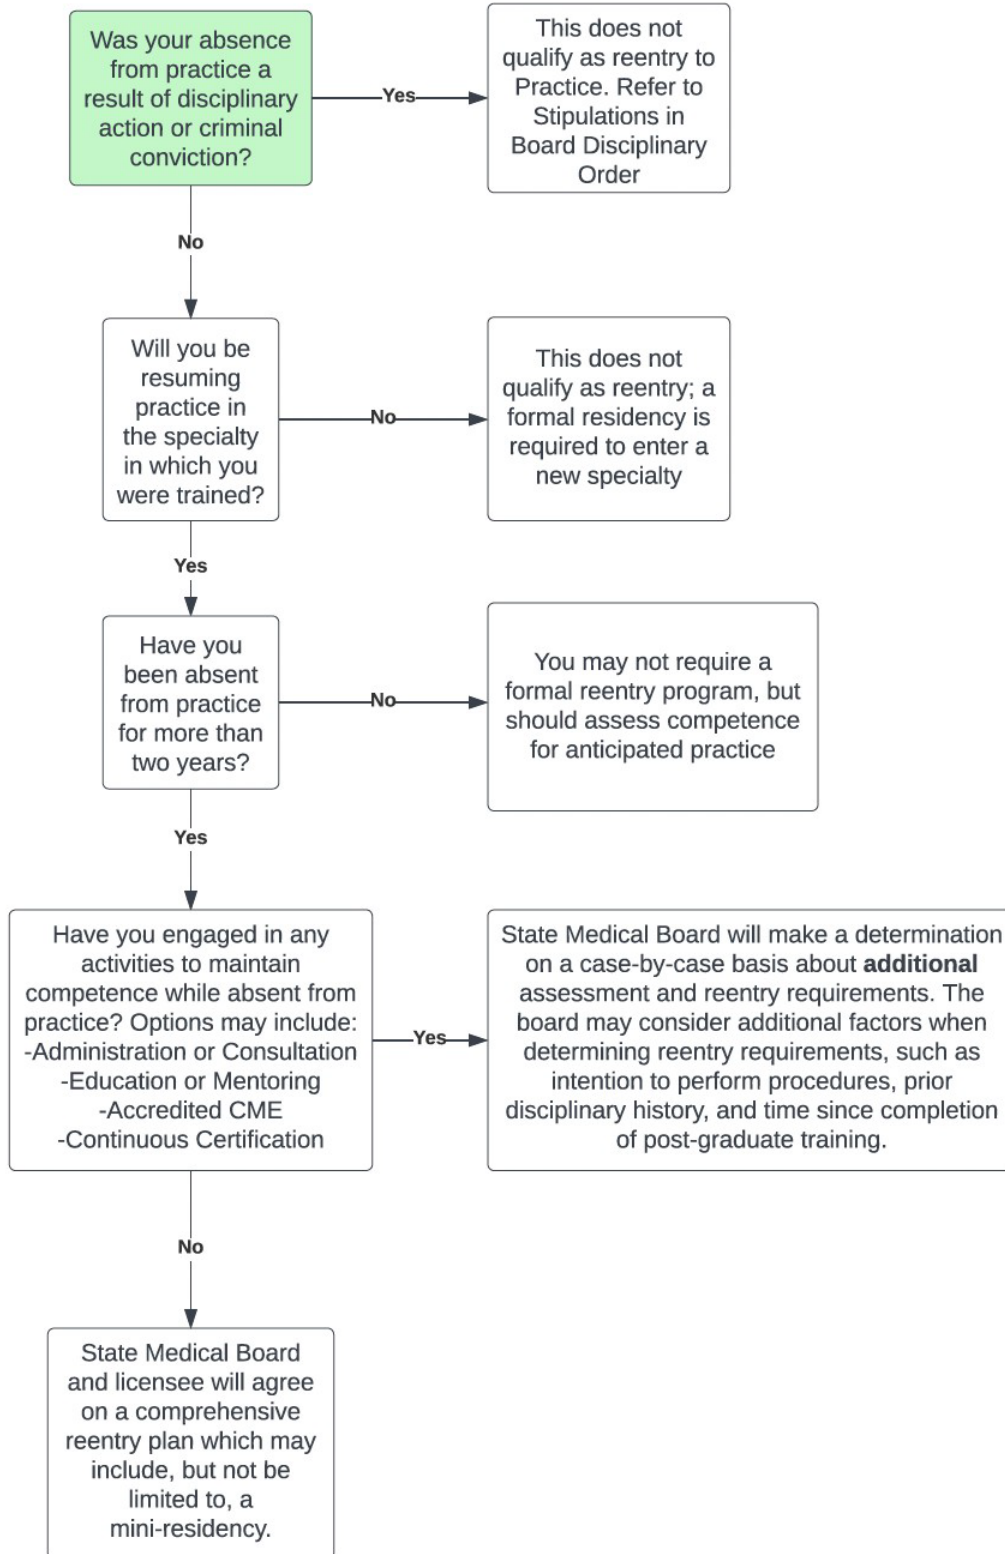 Was your absence
from practice a
result of disciplinary
action or criminal
conviction?
Yes
This does not
qualify as reentry to
Practice. Refer to
Stipulations in
Board Disciplinary
Order
No
Will you be
resuming
practice in
the specialty
in which you
were trained?
No
This does not
qualify as reentry; a
formal residency is
required to enter a
new specialty
Yes
Have you
been absent
from practice
for more than
two years?
No
You may not require a
formal reentry program, but
should assess competence
for anticipated practice
Yes
Have you engaged in any
activities to maintain
competence while absent from
practice? Options may include:
-Administration or Consultation
-Education or Mentoring
-Accredited CME
-Continuous Certification
Yes
State Medical Board will make a determination
on a case-by-case basis about additional
assessment and reentry requirements. The
board may consider additional factors when
determining reentry requirements, such as
intention to perform procedures, prior
disciplinary history, and time since completion
of post-graduate training.
No
State Medical Board
and licensee will agree
on a comprehensive
reentry plan which may
include, but not be
limited to, a
mini-residency.